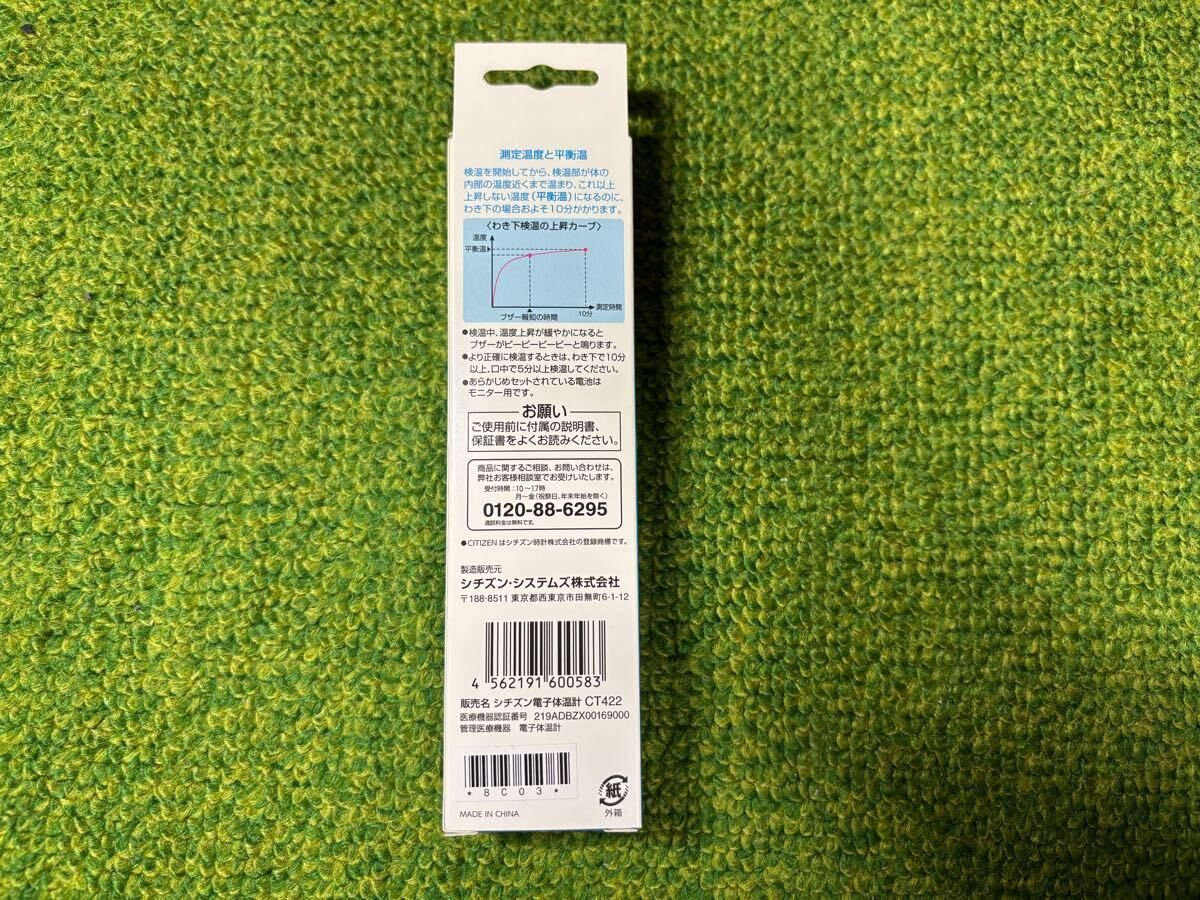 測定温度と平衡温
検温を開始してから、検温部が体の
内部の温度近くまで温まり、これ以上
上昇しない温度(平衡温)になるのに、
わき下の場合およそ10分かかります。
〈わき下検温の上昇カーブ〉
温度
平衡温
測定時間
ブザー報知の時間
10分
●検温中、温度上昇が緩やかになると
ブザーがピーピーピーピーと鳴ります。
●より正確に検温するときは、わき下で10分
以上、口中で5分以上検温してください。
●あらかじめセットされている電池は
モニター用です。
お願い
ご使用前に付属の説明書、
保証書をよくお読みください。
商品に関するご相談、お問い合わせは、
弊社お客様相談室でお受けいたします。
受付時間:10〜17時
月〜金(祝祭日、年末年始を除く)
0120-88-6295
通話料金は無料です。
●CITIZENはシチズン時計株式会社の登録商標です。
製造販売元
シチズン・システムズ株式会社
〒188-8511 東京都西東京市田無町6-1-12
4 562191 600583
販売名 シチズン電子体温計 CT422
医療機器認証番号 219ADBZX00169000
管理医療機器 電子体温計
*8C03*
紙
外箱
MADE IN CHINA